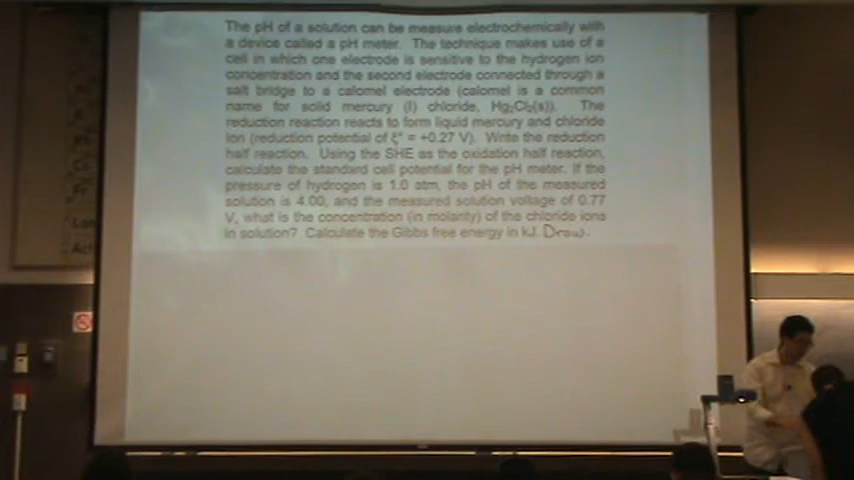 The pH of a solution can be measure electrochemically with
a device called a pH meter. The technique makes use of a
cell in which one electrode is sensitive to the hydrogen ion
concentration and the second electrode connected through a
salt bridge to a calomel electrode (calomel is a common
name for solid mercury (I) chloride, Hg₂Cl₂(s)). The
reduction reaction reacts to form liquid mercury and chloride
ion (reduction potential of ξ° = +0.27 V). Write the reduction
half reaction. Using the SHE as the oxidation half reaction,
calculate the standard cell potential for the pH meter. If the
pressure of hydrogen is 1.0 atm, the pH of the measured
solution is 4.00, and the measured solution voltage of 0.77
V, what is the concentration (in molarity) of the chloride ions
in solution? Calculate the Gibbs free energy in kJ. Draw.